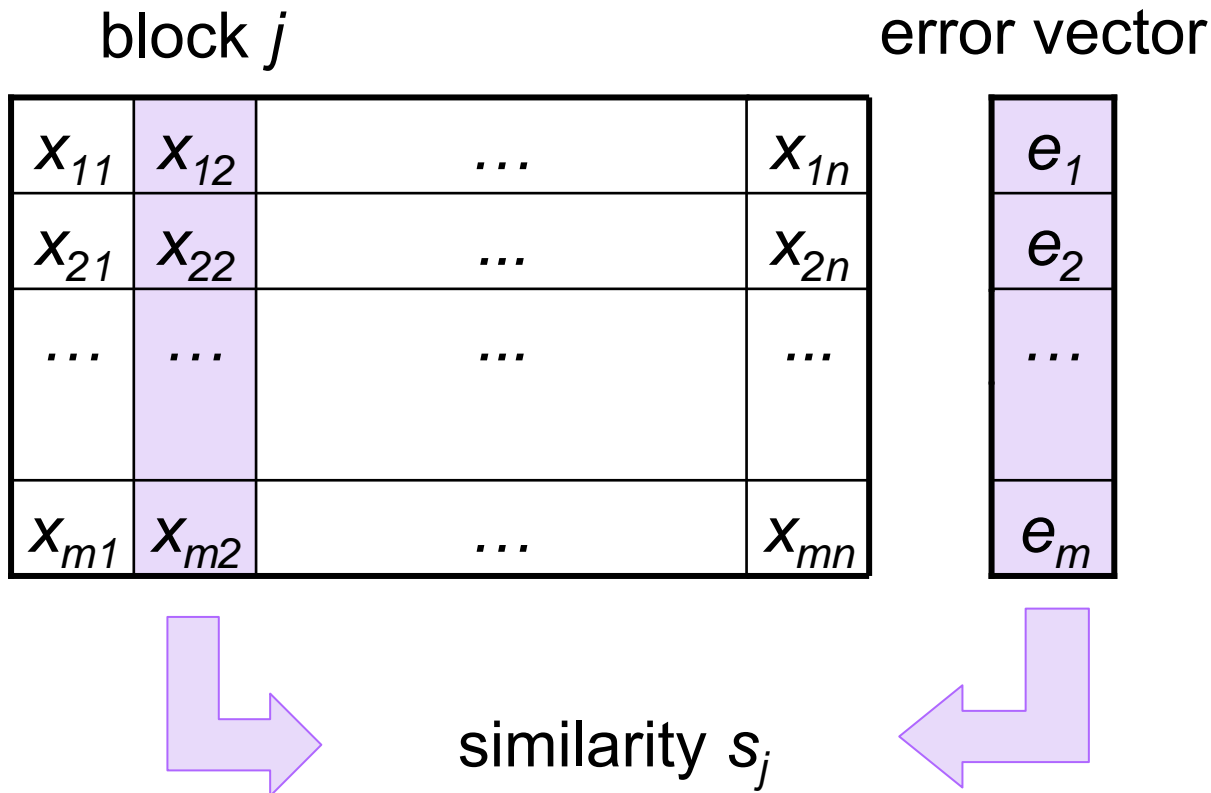 block j error vector
x11 x12 … x1n e1
x21 x22 ... x2n e2
… … ... ... …
xm1 xm2 … xmn em
similarity sj